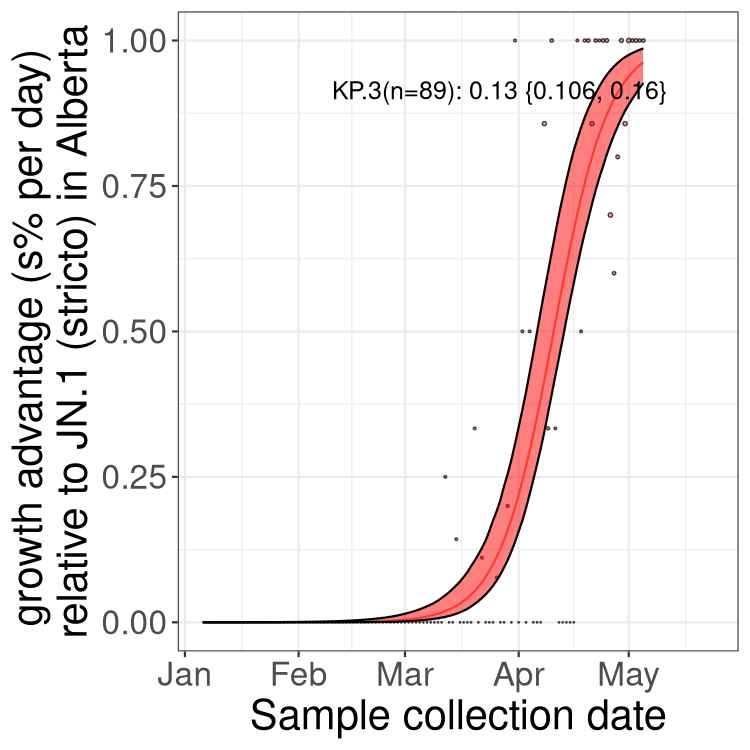 growth advantage (s% per day)
relative to JN.1 (stricto) in Alberta
1.00
0.75
0.50
0.25
0.00
KP.3(n=89): 0.13 {0.106, 0.16}
Jan Feb Mar Apr May
Sample collection date